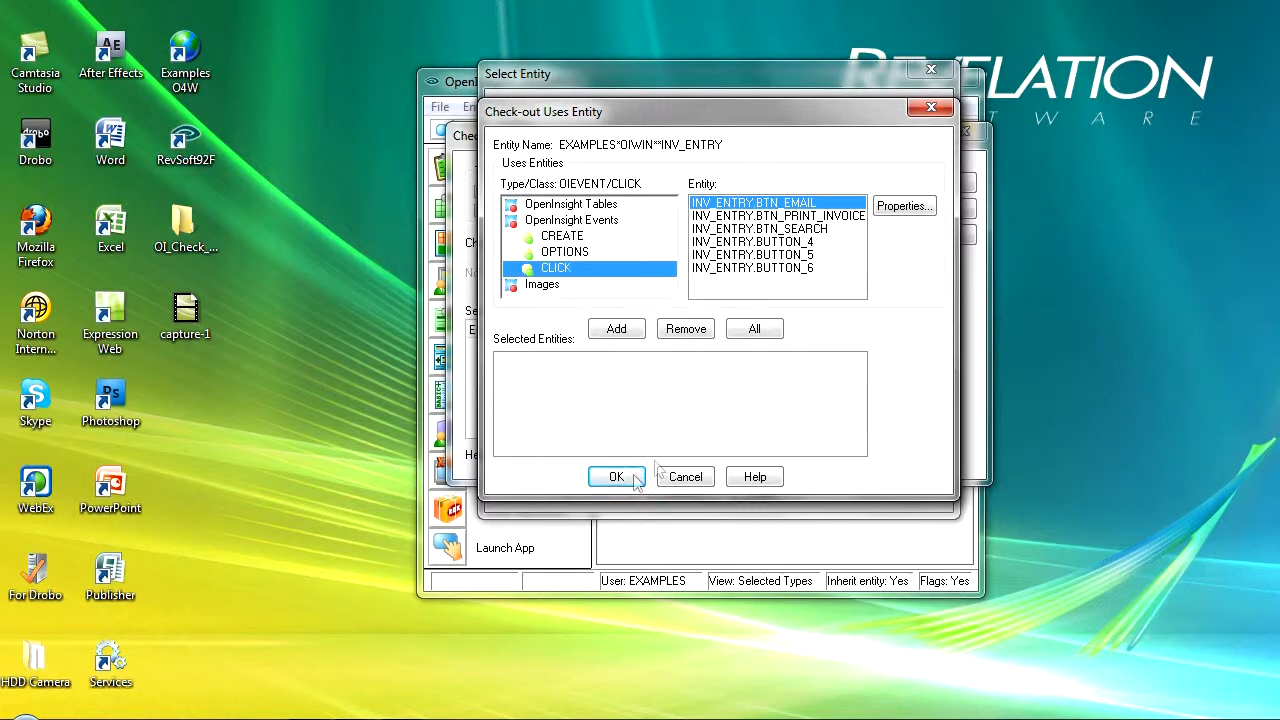 Camtasia
Studio
After Effects
Examples
O4W
Drobo
Word
RevSoft92F
Mozilla
Firefox
Excel
OI_Check_...
Norton
Intern...
Expression
Web
capture-1
Skype
Photoshop
WebEx
PowerPoint
For Drobo
Publisher
HDD Camera
Services
Select Entity
File
Check-out Uses Entity
Entity Name: EXAMPLES*OIWIN**INV_ENTRY
Uses Entities
Type/Class: OIEVENT/CLICK
Entity:
OpenInsight Tables
OpenInsight Events
CREATE
OPTIONS
CLICK
Images
INV_ENTRY.BTN_EMAIL
INV_ENTRY.BTN_PRINT_INVOICE
INV_ENTRY.BTN_SEARCH
INV_ENTRY.BUTTON_4
INV_ENTRY.BUTTON_5
INV_ENTRY.BUTTON_6
Properties...
Add
Remove
All
Selected Entities:
OK
Cancel
Help
Launch App
User: EXAMPLES
View: Selected Types
Inherit entity: Yes
Flags: Yes